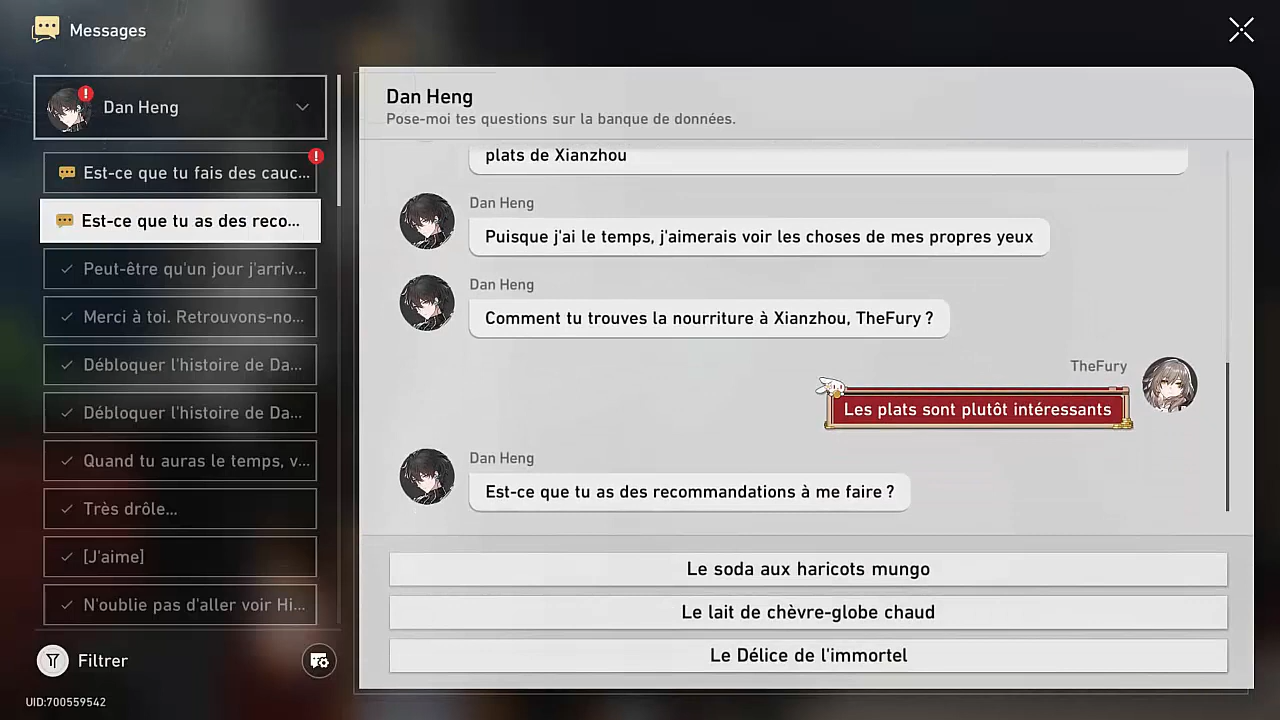 Messages
Dan Heng
Est-ce que tu fais des cauc...
Est-ce que tu as des reco...
Peut-être qu'un jour j'arriv...
Merci à toi. Retrouvons-no...
Débloquer l'histoire de Da...
Débloquer l'histoire de Da...
Quand tu auras le temps, v...
Très drôle...
[J'aime]
N'oublie pas d'aller voir Hi...
Filtrer
UID:700559542
Dan Heng
Pose-moi tes questions sur la banque de données.
plats de Xianzhou
Dan Heng
Puisque j'ai le temps, j'aimerais voir les choses de mes propres yeux
Dan Heng
Comment tu trouves la nourriture à Xianzhou, TheFury ?
TheFury
Les plats sont plutôt intéressants
Dan Heng
Est-ce que tu as des recommandations à me faire ?
Le soda aux haricots mungo
Le lait de chèvre-globe chaud
Le Délice de l'immortel